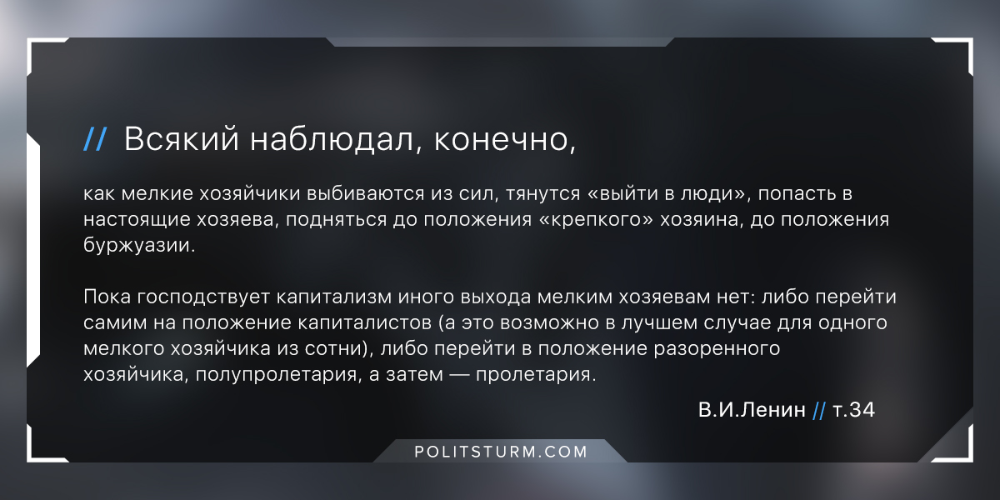 // Всякий наблюдал, конечно,
как мелкие хозяйчики выбиваются из сил, тянутся «выйти в люди», попасть в
настоящие хозяева, подняться до положения «крепкого» хозяина, до положения
буржуазии.
Пока господствует капитализм иного выхода мелким хозяевам нет: либо перейти
самим на положение капиталистов (а это возможно в лучшем случае для одного
мелкого хозяйчика из сотни), либо перейти в положение разоренного
хозяйчика, полупролетария, а затем — пролетария.
В.И.Ленин // т.34
POLITSTURM.COM